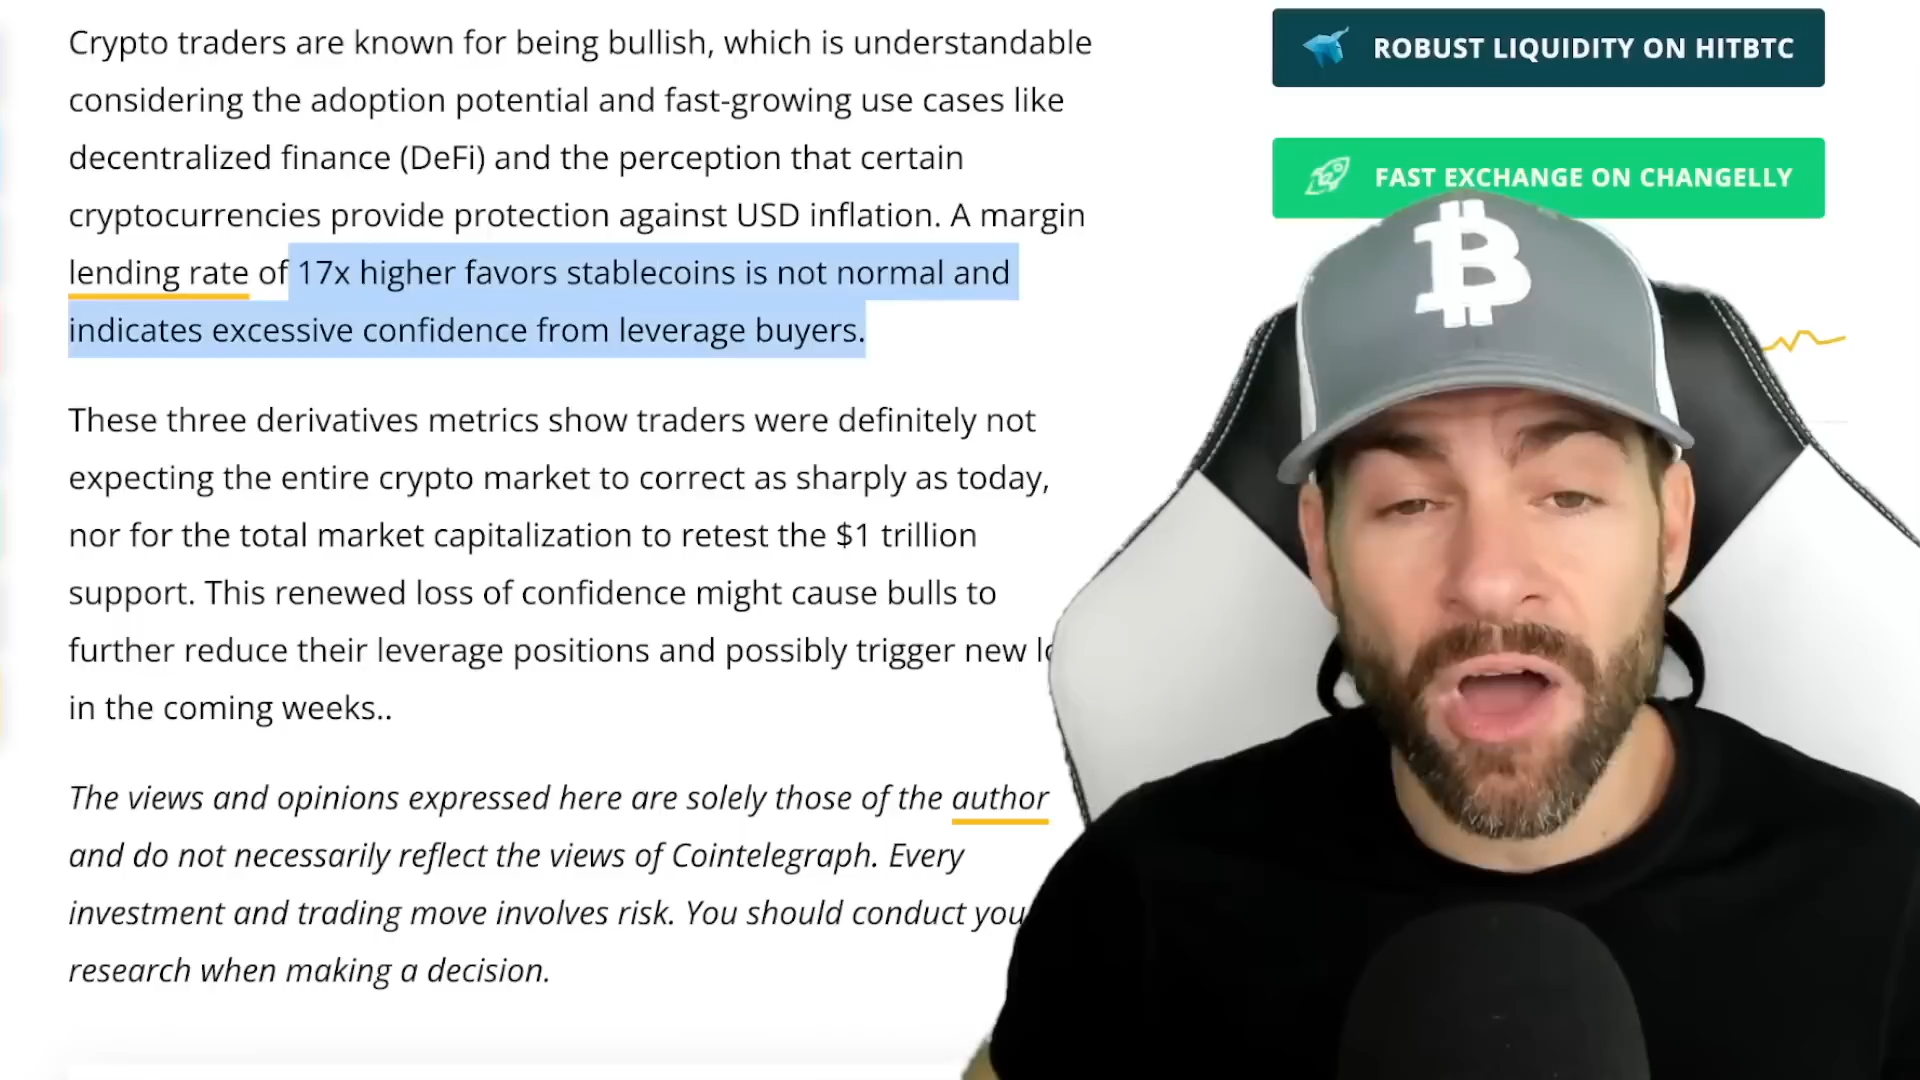 Crypto traders are known for being bullish, which is understandable
considering the adoption potential and fast-growing use cases like
decentralized finance (DeFi) and the perception that certain
cryptocurrencies provide protection against USD inflation. A margin
lending rate of 17x higher favors stablecoins is not normal and
indicates excessive confidence from leverage buyers.
These three derivatives metrics show traders were definitely not
expecting the entire crypto market to correct as sharply as today,
nor for the total market capitalization to retest the $1 trillion
support. This renewed loss of confidence might cause bulls to
further reduce their leverage positions and possibly trigger new
in the coming weeks..
The views and opinions expressed here are solely those of the author
and do not necessarily reflect the views of Cointelegraph. Every
investment and trading move involves risk. You should conduct
research when making a decision.
ROBUST LIQUIDITY ON HITBTC
FAST EXCHANGE ON CHANGELLY